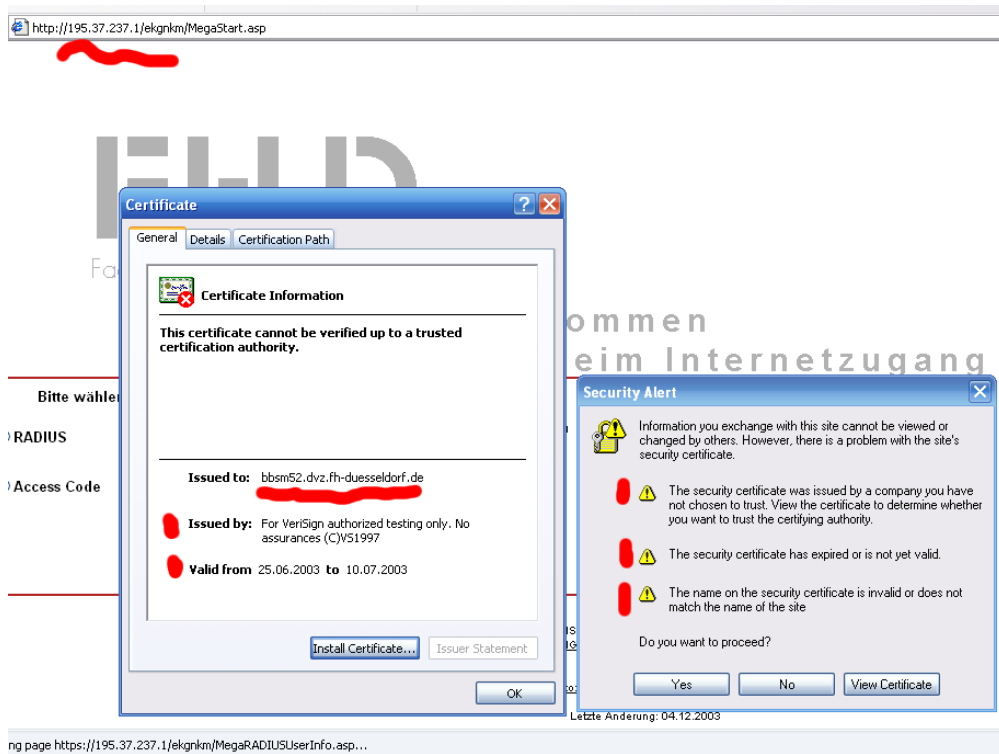 http://195.37.237.1/ekgnkm/MegaStart.asp
FHD
Fac
ommen
eim Internetzugang
Bitte wähle
RADIUS
Access Code
Certificate
General Details Certification Path
Certificate Information
This certificate cannot be verified up to a trusted
certification authority.
Issued to: bbsm52.dvz.fh-duesseldorf.de
Issued by: For VeriSign authorized testing only. No
assurances (C)VS1997
Valid from 25.06.2003 to 10.07.2003
Install Certificate... Issuer Statement
OK
Security Alert
Information you exchange with this site cannot be viewed or
changed by others. However, there is a problem with the site's
security certificate.
The security certificate was issued by a company you have
not chosen to trust. View the certificate to determine whether
you want to trust the certifying authority.
The security certificate has expired or is not yet valid.
The name on the security certificate is invalid or does not
match the name of the site
Do you want to proceed?
Yes No View Certificate
Letzte Änderung: 04.12.2003
ng page https://195.37.237.1/ekgnkm/MegaRADIUSUserInfo.asp...